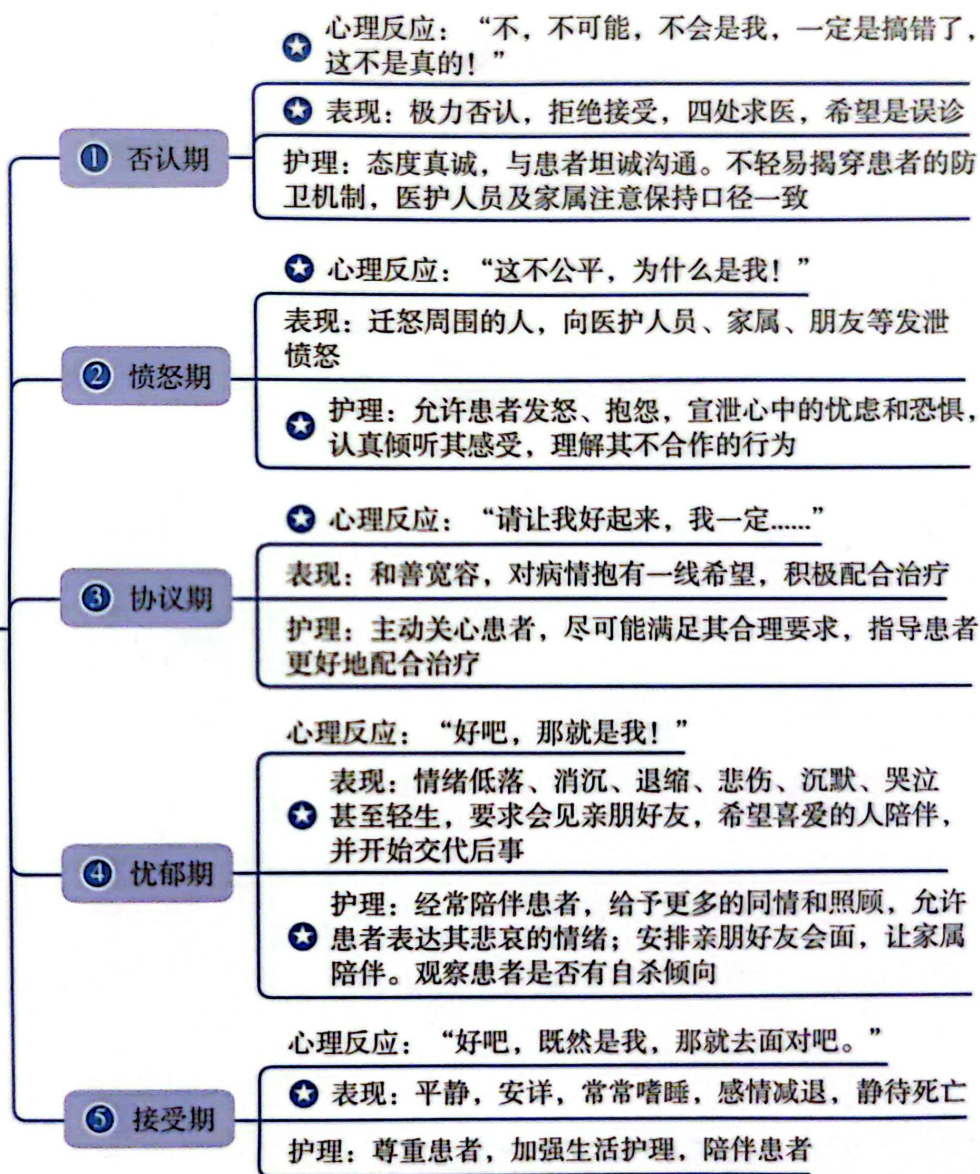 ① 否认期
心理反应：“不，不可能，不会是我，一定是搞错了，
这不是真的！”
表现：极力否认，拒绝接受，四处求医，希望是误诊
护理：态度真诚，与患者坦诚沟通。不轻易揭穿患者的防
卫机制，医护人员及家属注意保持口径一致
② 愤怒期
心理反应：“这不公平，为什么是我！”
表现：迁怒周围的人，向医护人员、家属、朋友等发泄
愤怒
护理：允许患者发怒、抱怨，宣泄心中的忧虑和恐惧，
认真倾听其感受，理解其不合作的行为
③ 协议期
心理反应：“请让我好起来，我一定......”
表现：和善宽容，对病情抱有一线希望，积极配合治疗
护理：主动关心患者，尽可能满足其合理要求，指导患者
更好地配合治疗
④ 忧郁期
心理反应：“好吧，那就是我！”
表现：情绪低落、消沉、退缩、悲伤、沉默、哭泣
甚至轻生，要求会见亲朋好友，希望喜爱的人陪伴，
并开始交代后事
护理：经常陪伴患者，给予更多的同情和照顾，允许
患者表达其悲哀的情绪；安排亲朋好友会面，让家属
陪伴。观察患者是否有自杀倾向
⑤ 接受期
心理反应：“好吧，既然是我，那就去面对吧。”
表现：平静，安详，常常嗜睡，感情减退，静待死亡
护理：尊重患者，加强生活护理，陪伴患者